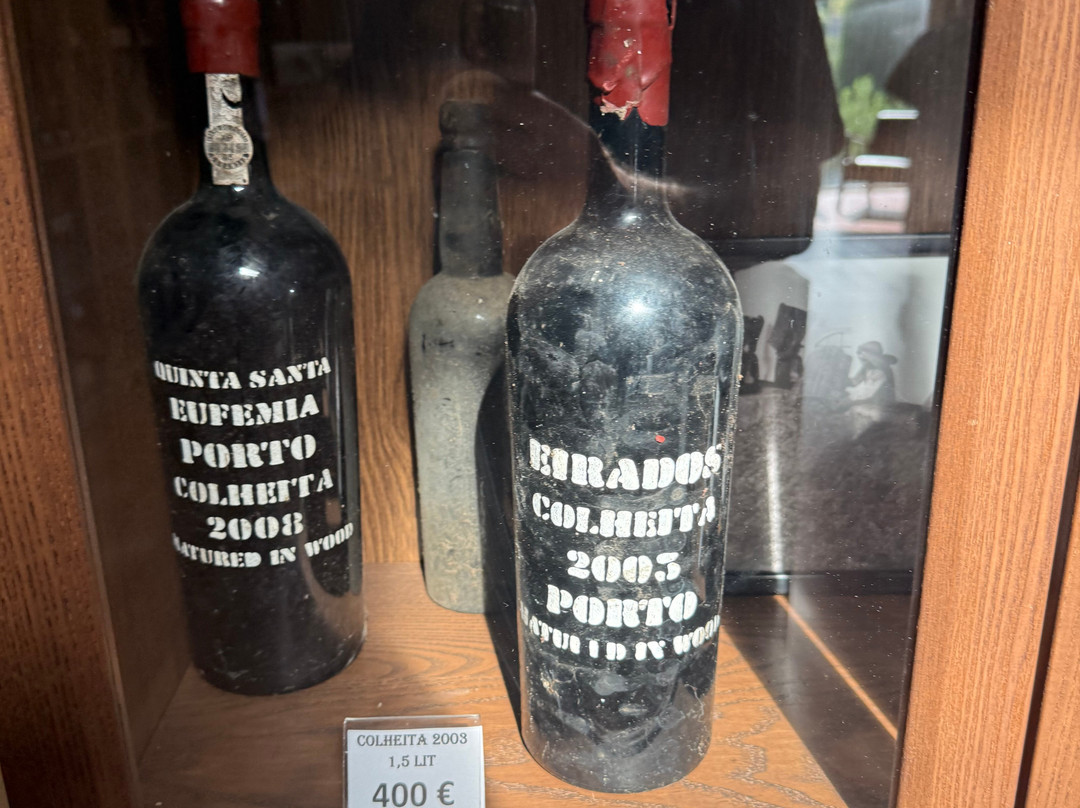 QUINTA SANTA
EUFEMIA
PORTO
COLHEITA
2008
MATURED IN WOOD
EIRADOS
COLHEITA
2003
PORTO
MATURED IN WOOD
COLHEITA 2003
1,5 LIT
400 €